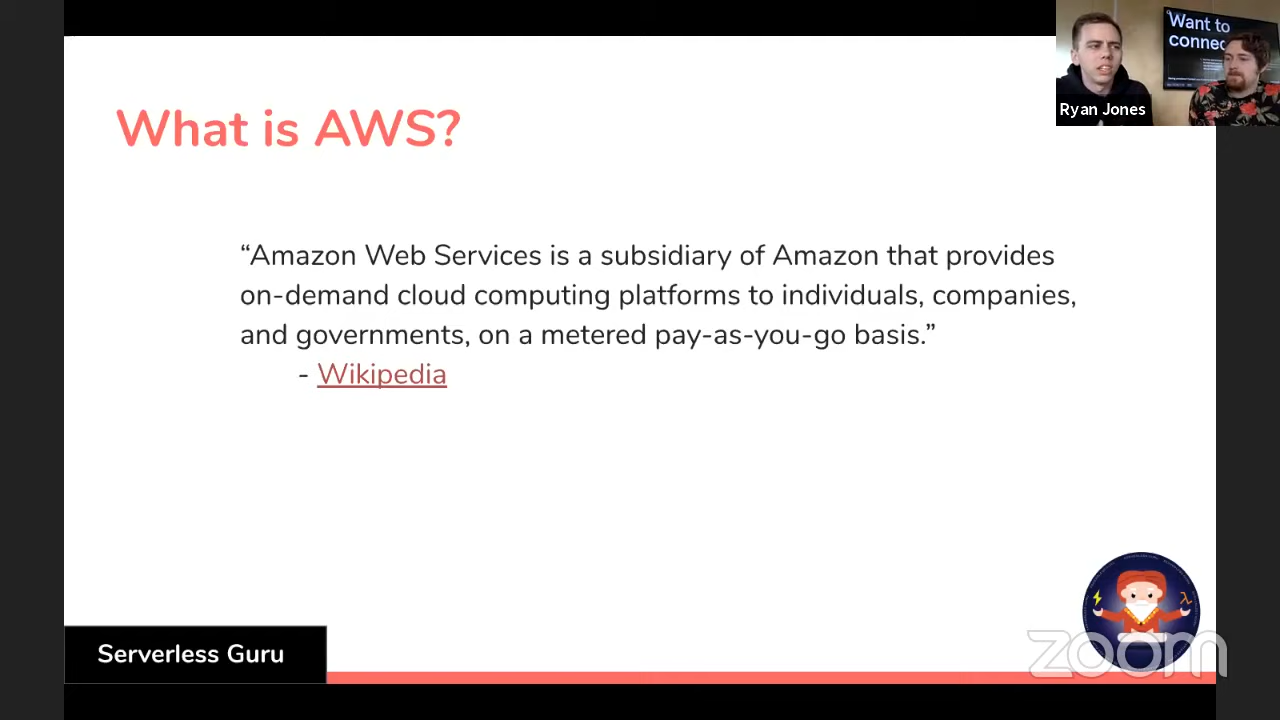 Want to
connec
Ryan Jones
What is AWS?
“Amazon Web Services is a subsidiary of Amazon that provides
on-demand cloud computing platforms to individuals, companies,
and governments, on a metered pay-as-you-go basis.”
- Wikipedia
Serverless Guru
zoom